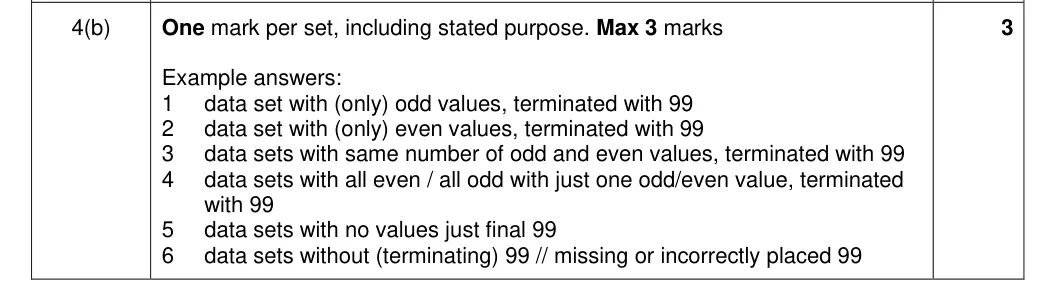 4(b) One mark per set, including stated purpose. Max 3 marks 3
Example answers:
1 data set with (only) odd values, terminated with 99
2 data set with (only) even values, terminated with 99
3 data sets with same number of odd and even values, terminated with 99
4 data sets with all even / all odd with just one odd/even value, terminated
with 99
5 data sets with no values just final 99
6 data sets without (terminating) 99 // missing or incorrectly placed 99